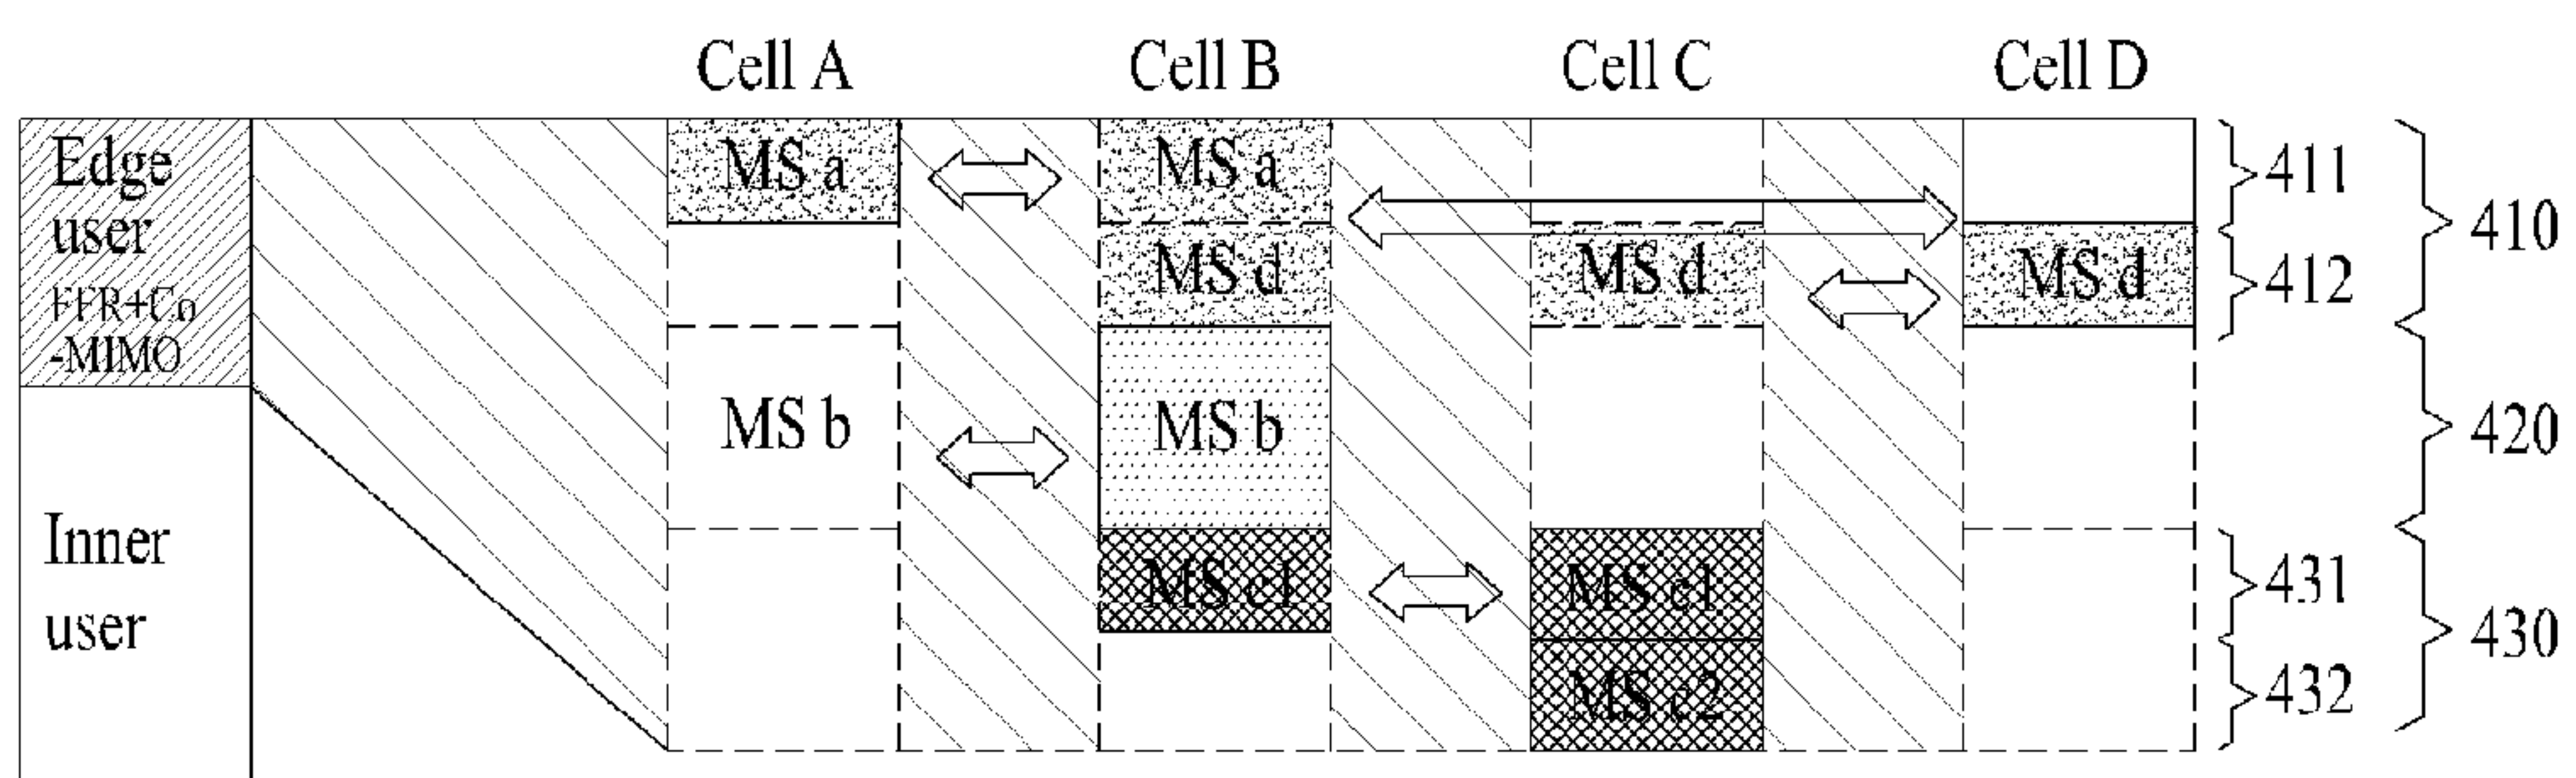 Cell A Cell B Cell C Cell D
Edge
user
FFR+Co
-MIMO
MS a MS a 411
410
MS d MS d MS d 412
MS b MS b 420
Inner
user
MS c1 MS c1 431
430
MS c2 432